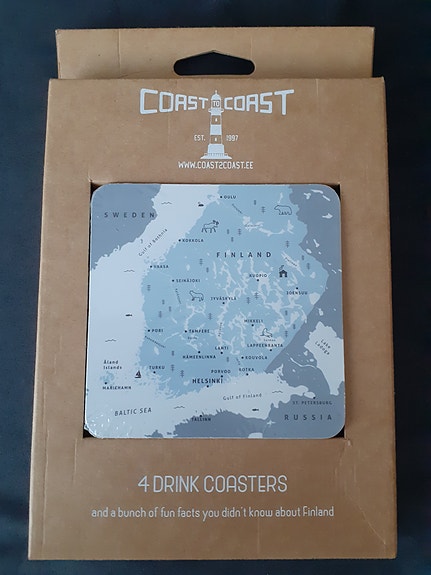 COAST TO COAST
EST. 1997
WWW.COAST2COAST.EE
OULU
SWEDEN
Gulf of Bothnia
KOKKOLA
FINLAND
VAASA
KUOPIO
SEINÄJOKI
JOENSUU
JYVÄSKYLÄ
MIKKELI
PORI
TAMPERE
LAPPEENRANTA
Lake Ladoga
LAHTI
KOUVOLA
HÄMEENLINNA
Åland Islands
TURKU
PORVOO
KOTKA
MARIEHAMN
HELSINKI
Gulf of Finland
ST. PETERSBURG
BALTIC SEA
TALLINN
RUSSIA
4 DRINK COASTERS
and a bunch of fun facts you didn't know about Finland